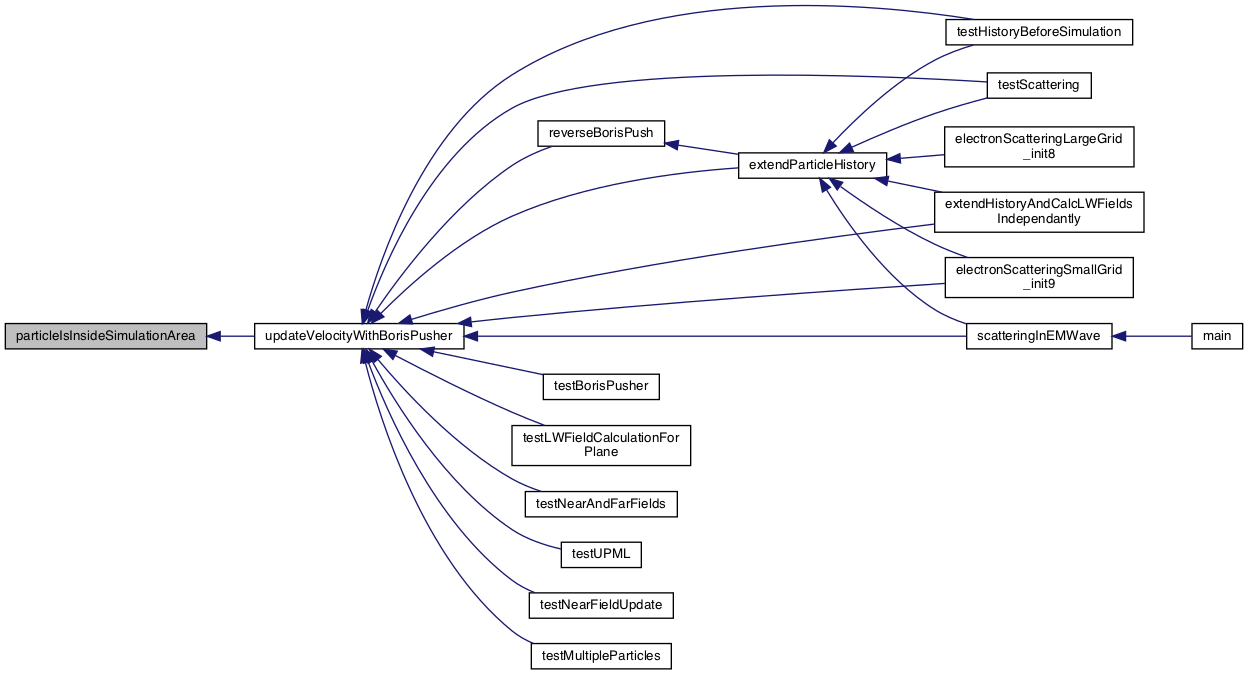 testHistoryBeforeSimulation
testScattering
reverseBorisPush
electronScatteringLargeGrid
_init8
extendParticleHistory
extendHistoryAndCalcLWFields
Independantly
electronScatteringSmallGrid
_init9
particleIsInsideSimulationArea
updateVelocityWithBorisPusher
scatteringInEMWave
main
testBorisPusher
testLWFieldCalculationFor
Plane
testNearAndFarFields
testUPML
testNearFieldUpdate
testMultipleParticles